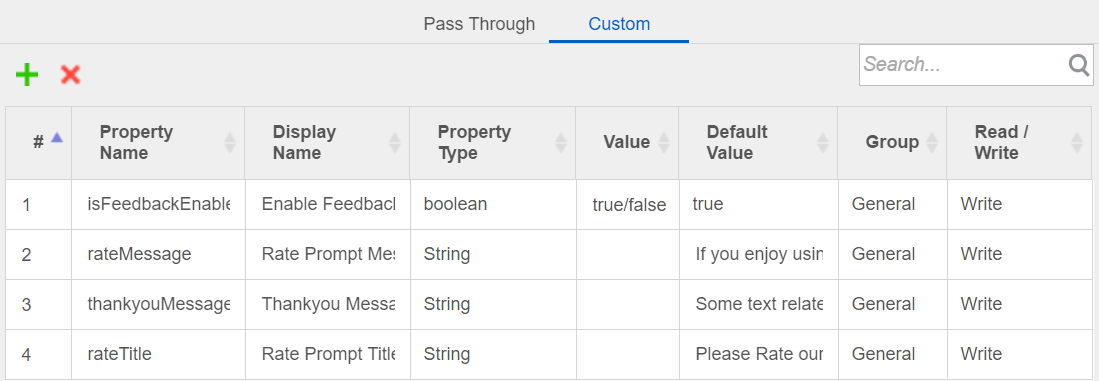 Pass Through Custom
Search...
# Property Name Display Name Property Type Value Default Value Group Read / Write
1 isFeedbackEnable Enable Feedback boolean true/false true General Write
2 rateMessage Rate Prompt Mes String If you enjoy usin General Write
3 thankyouMessage Thankyou Messa String Some text relate General Write
4 rateTitle Rate Prompt Title String Please Rate our General Write